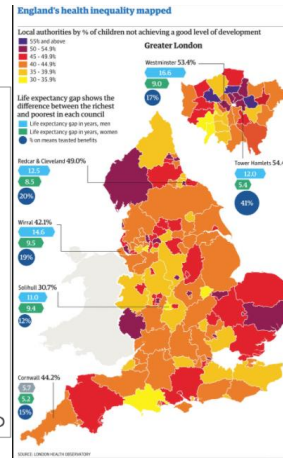 England's health inequality mapped
Local authorities by % of children not achieving a good level of development
55% and above
50 - 54.9%
45 - 49.9%
40 - 44.9%
35 - 39.9%
30 - 35.9%
Greater London
Westminster 53.4%
16.6
9.0
17%
Life expectancy gap shows the
difference between the richest
and poorest in each council
Life expectancy gap in years, men
Life expectancy gap in years, women
% on means teasted benefits
Tower Hamlets 54.4
12.0
5.4
41%
Redcar & Cleveland 49.0%
12.5
8.5
20%
Wirral 42.1%
14.6
9.5
19%
Solihull 30.7%
11.0
9.4
12%
Cornwall 44.2%
5.7
5.2
15%
SOURCE: LONDON HEALTH OBSERVATORY